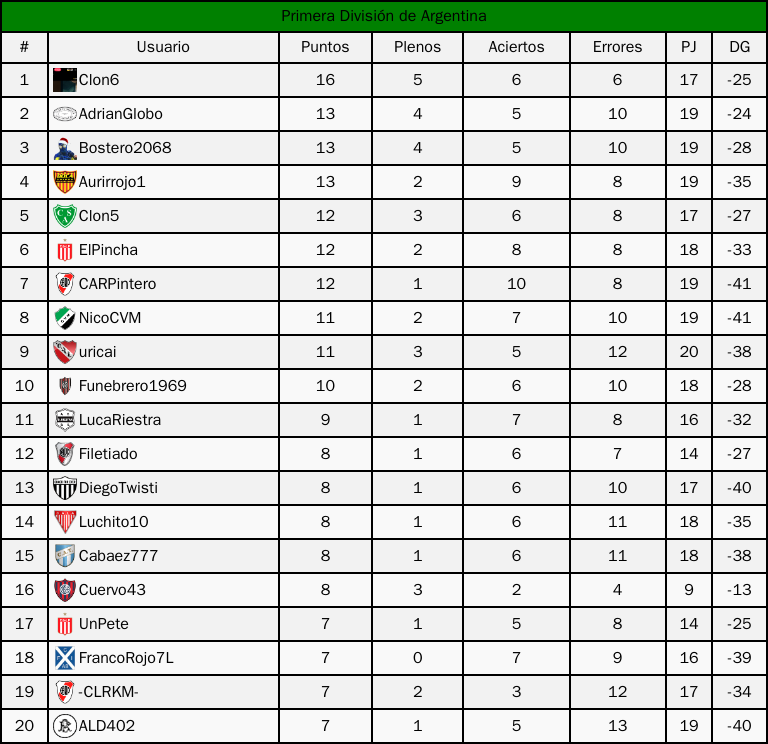 Primera División de Argentina
# Usuario Puntos Plenos Aciertos Errores PJ DG
1 Clon6 16 5 6 6 17 -25
2 AdrianGlobo 13 4 5 10 19 -24
3 Bostero2068 13 4 5 10 19 -28
4 Aurirrojo1 13 2 9 8 19 -35
5 Clon5 12 3 6 8 17 -27
6 ElPincha 12 2 8 8 18 -33
7 CARPintero 12 1 10 8 19 -41
8 NicoCVM 11 2 7 10 19 -41
9 uricai 11 3 5 12 20 -38
10 Funebrero1969 10 2 6 10 18 -28
11 LucaRiestra 9 1 7 8 16 -32
12 Filetiado 8 1 6 7 14 -27
13 DiegoTwisti 8 1 6 10 17 -40
14 Luchito10 8 1 6 11 18 -35
15 Cabaez777 8 1 6 11 18 -38
16 Cuervo43 8 3 2 4 9 -13
17 UnPete 7 1 5 8 14 -25
18 FrancoRojo7L 7 0 7 9 16 -39
19 -CLRKM- 7 2 3 12 17 -34
20 ALD402 7 1 5 13 19 -40